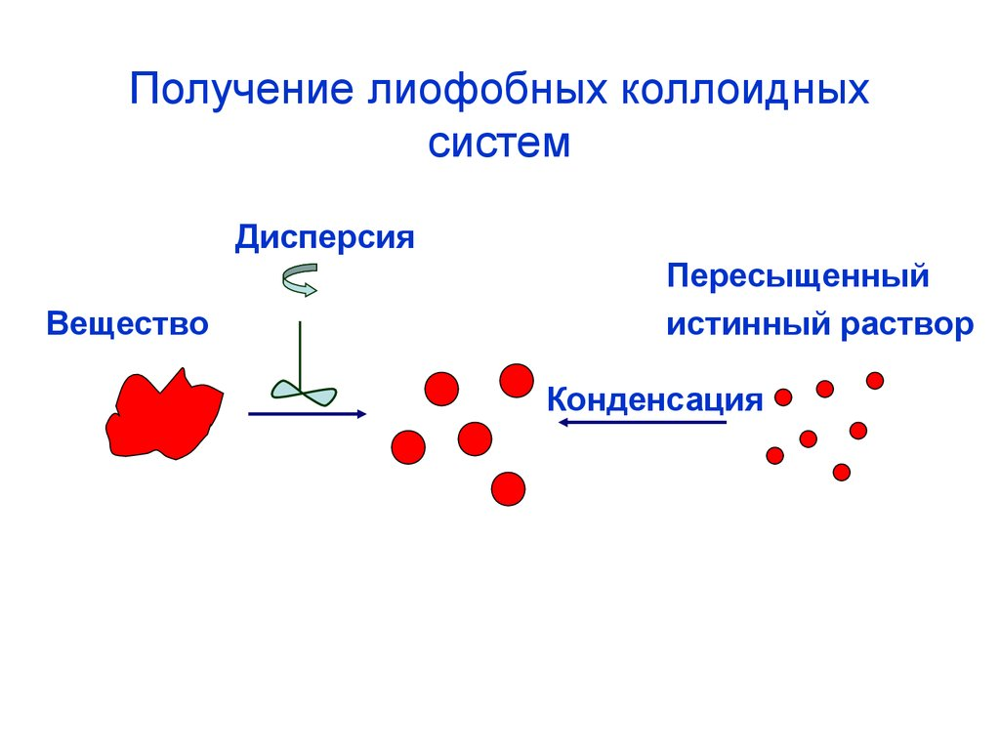 Получение лиофобных коллоидных
систем
Дисперсия
Пересыщенный
истинный раствор
Вещество
Конденсация